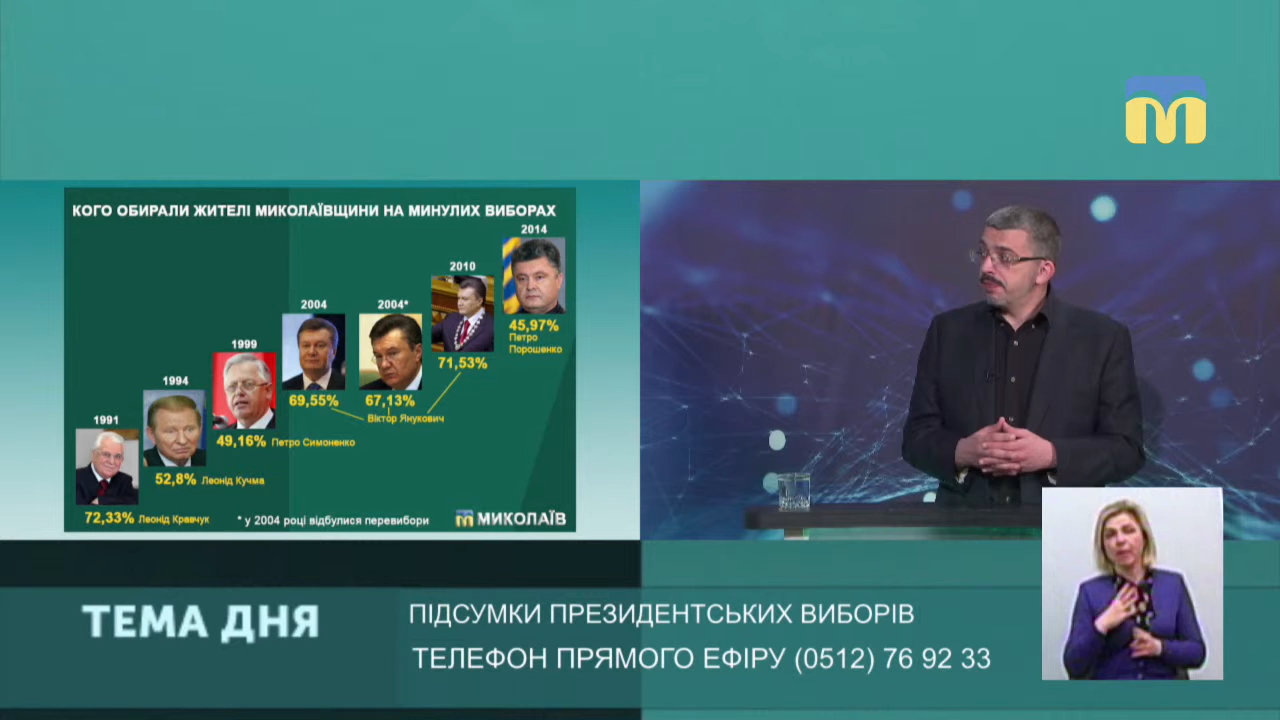 КОГО ОБИРАЛИ ЖИТЕЛІ МИКОЛАЇВЩИНИ НА МИНУЛИХ ВИБОРАХ
2014
2010
2004
2004*
45,97%
Петро
Порошенко
1999
71,53%
1994
69,55%
67,13%
Віктор Янукович
1991
49,16% Петро Симоненко
52,8% Леонід Кучма
72,33% Леонід Кравчук
* у 2004 році відбулися перевибори
МИКОЛАЇВ
ТЕМА ДНЯ
ПІДСУМКИ ПРЕЗИДЕНТСЬКИХ ВИБОРІВ
ТЕЛЕФОН ПРЯМОГО ЕФІРУ (0512) 76 92 33